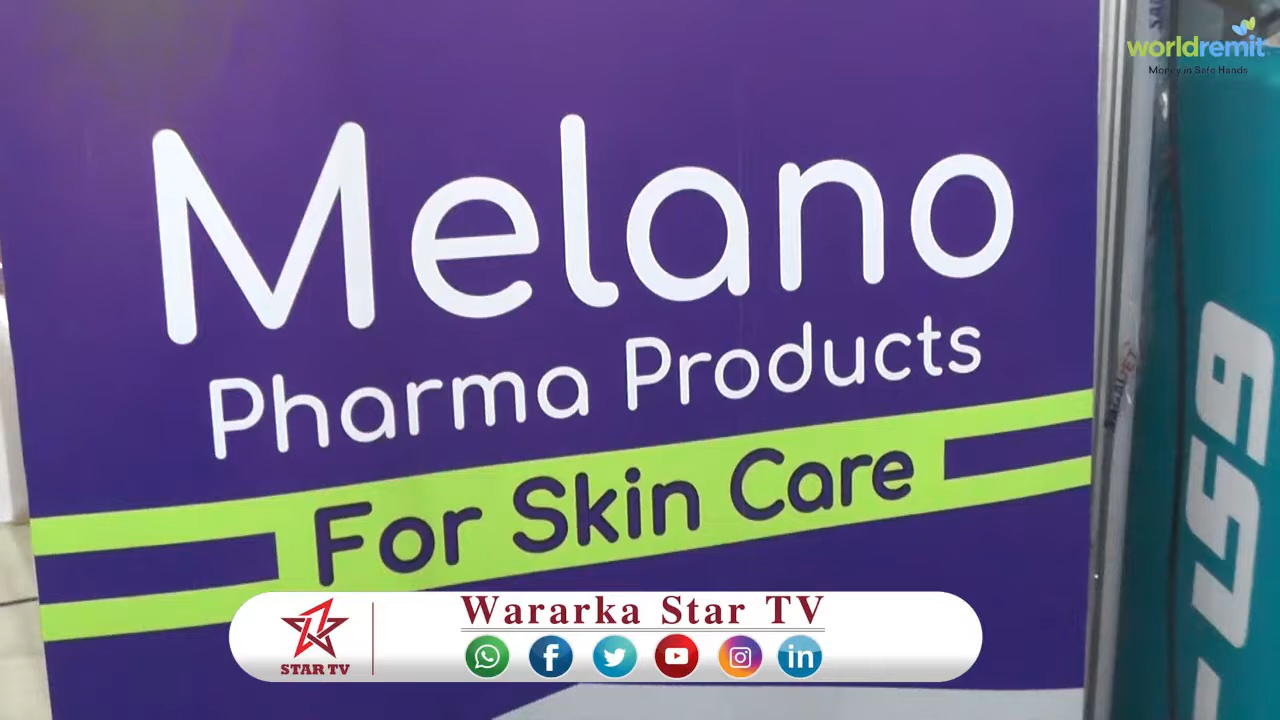 worldremit
Money in Safe Hands
Melano
Pharma Products
For Skin Care
Wararka Star TV
STAR TV